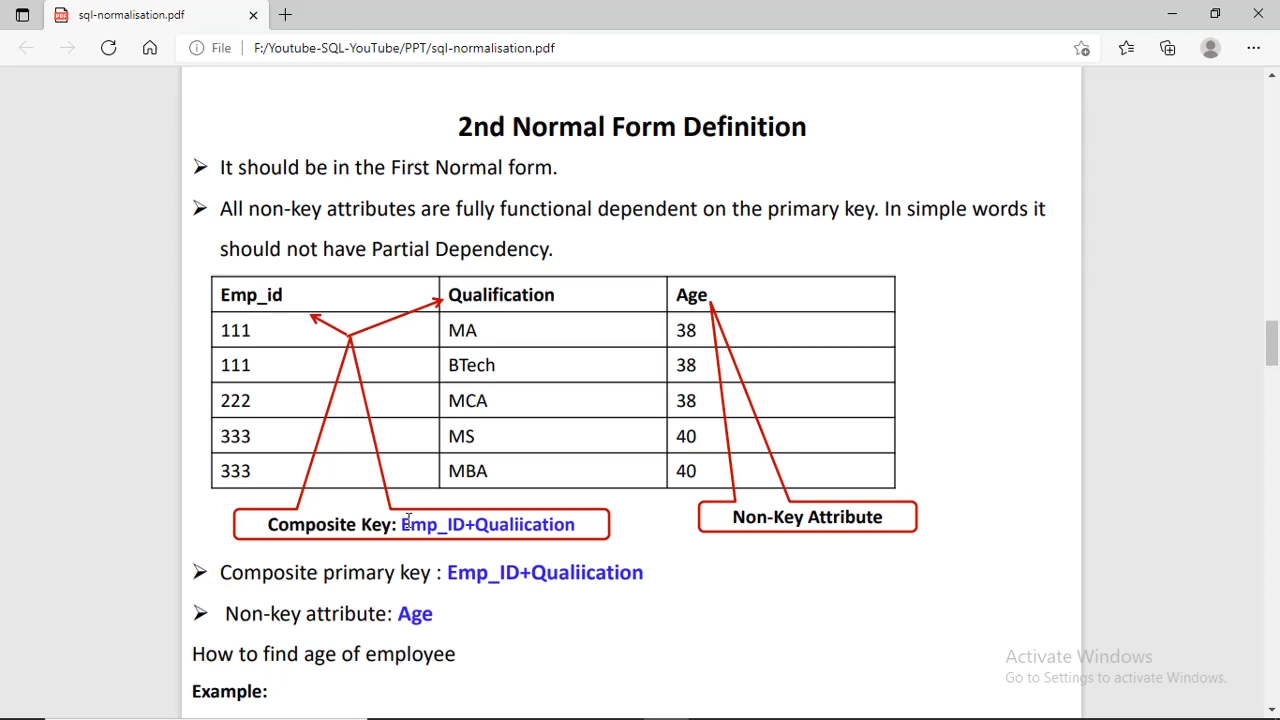 sql-normalisation.pdf
File F:/Youtube-SQL-YouTube/PPT/sql-normalisation.pdf
2nd Normal Form Definition
It should be in the First Normal form.
All non-key attributes are fully functional dependent on the primary key. In simple words it
should not have Partial Dependency.
Emp_id Qualification Age
111 MA 38
111 BTech 38
222 MCA 38
333 MS 40
333 MBA 40
Composite Key: Emp_ID+Qualiication
Non-Key Attribute
Composite primary key : Emp_ID+Qualiication
Non-key attribute: Age
How to find age of employee
Activate Windows
Go to Settings to activate Windows.
Example: